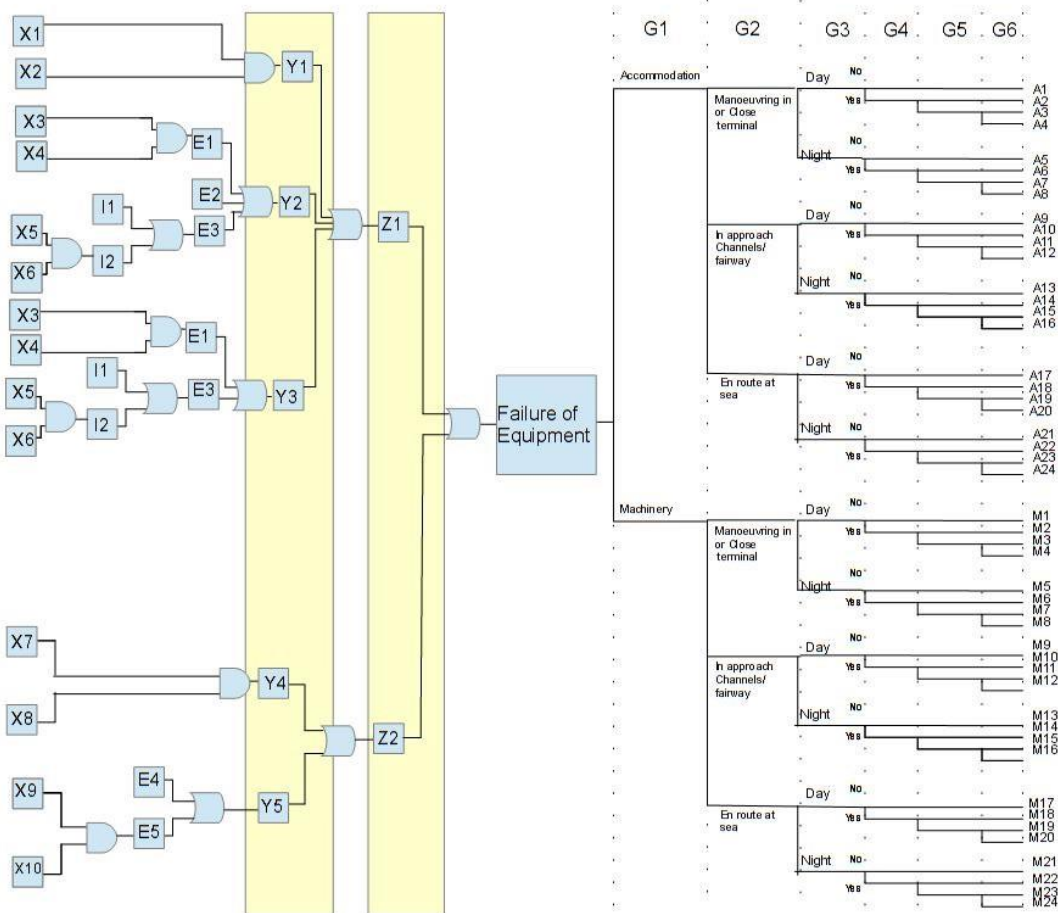 X1
X2
Y1
X3
X4
E1
E2
Y2
I1
E3
X5
X6
I2
Z1
X3
X4
E1
I1
E3
Y3
X5
X6
I2
Failure of
Equipment
X7
X8
Y4
Z2
E4
X9
E5
Y5
X10
G1 G2 G3 G4 G5 G6
Accommodation
Manoeuvring in
or Close
terminal
Day
No
Yes
A1
A2
A3
A4
Night
No
Yes
A5
A6
A7
A8
In approach
Channels/
fairway
Day
No
Yes
A9
A10
A11
A12
Night
No
Yes
A13
A14
A15
A16
En route at
sea
Day
No
Yes
A17
A18
A19
A20
Night
No
Yes
A21
A22
A23
A24
Machinery
Manoeuvring in
or Close
terminal
Day
No
Yes
M1
M2
M3
M4
Night
No
Yes
M5
M6
M7
M8
In approach
Channels/
fairway
Day
No
Yes
M9
M10
M11
M12
Night
No
Yes
M13
M14
M15
M16
En route at
sea
Day
No
Yes
M17
M18
M19
M20
Night
No
Yes
M21
M22
M23
M24